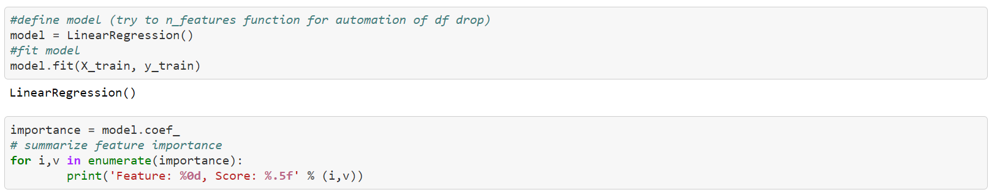 #define model (try to n_features function for automation of df drop)
model = LinearRegression()
#fit model
model.fit(X_train, y_train)
LinearRegression()
importance = model.coef_
# summarize feature importance
for i,v in enumerate(importance):
        print('Feature: %0d, Score: %.5f' % (i,v))